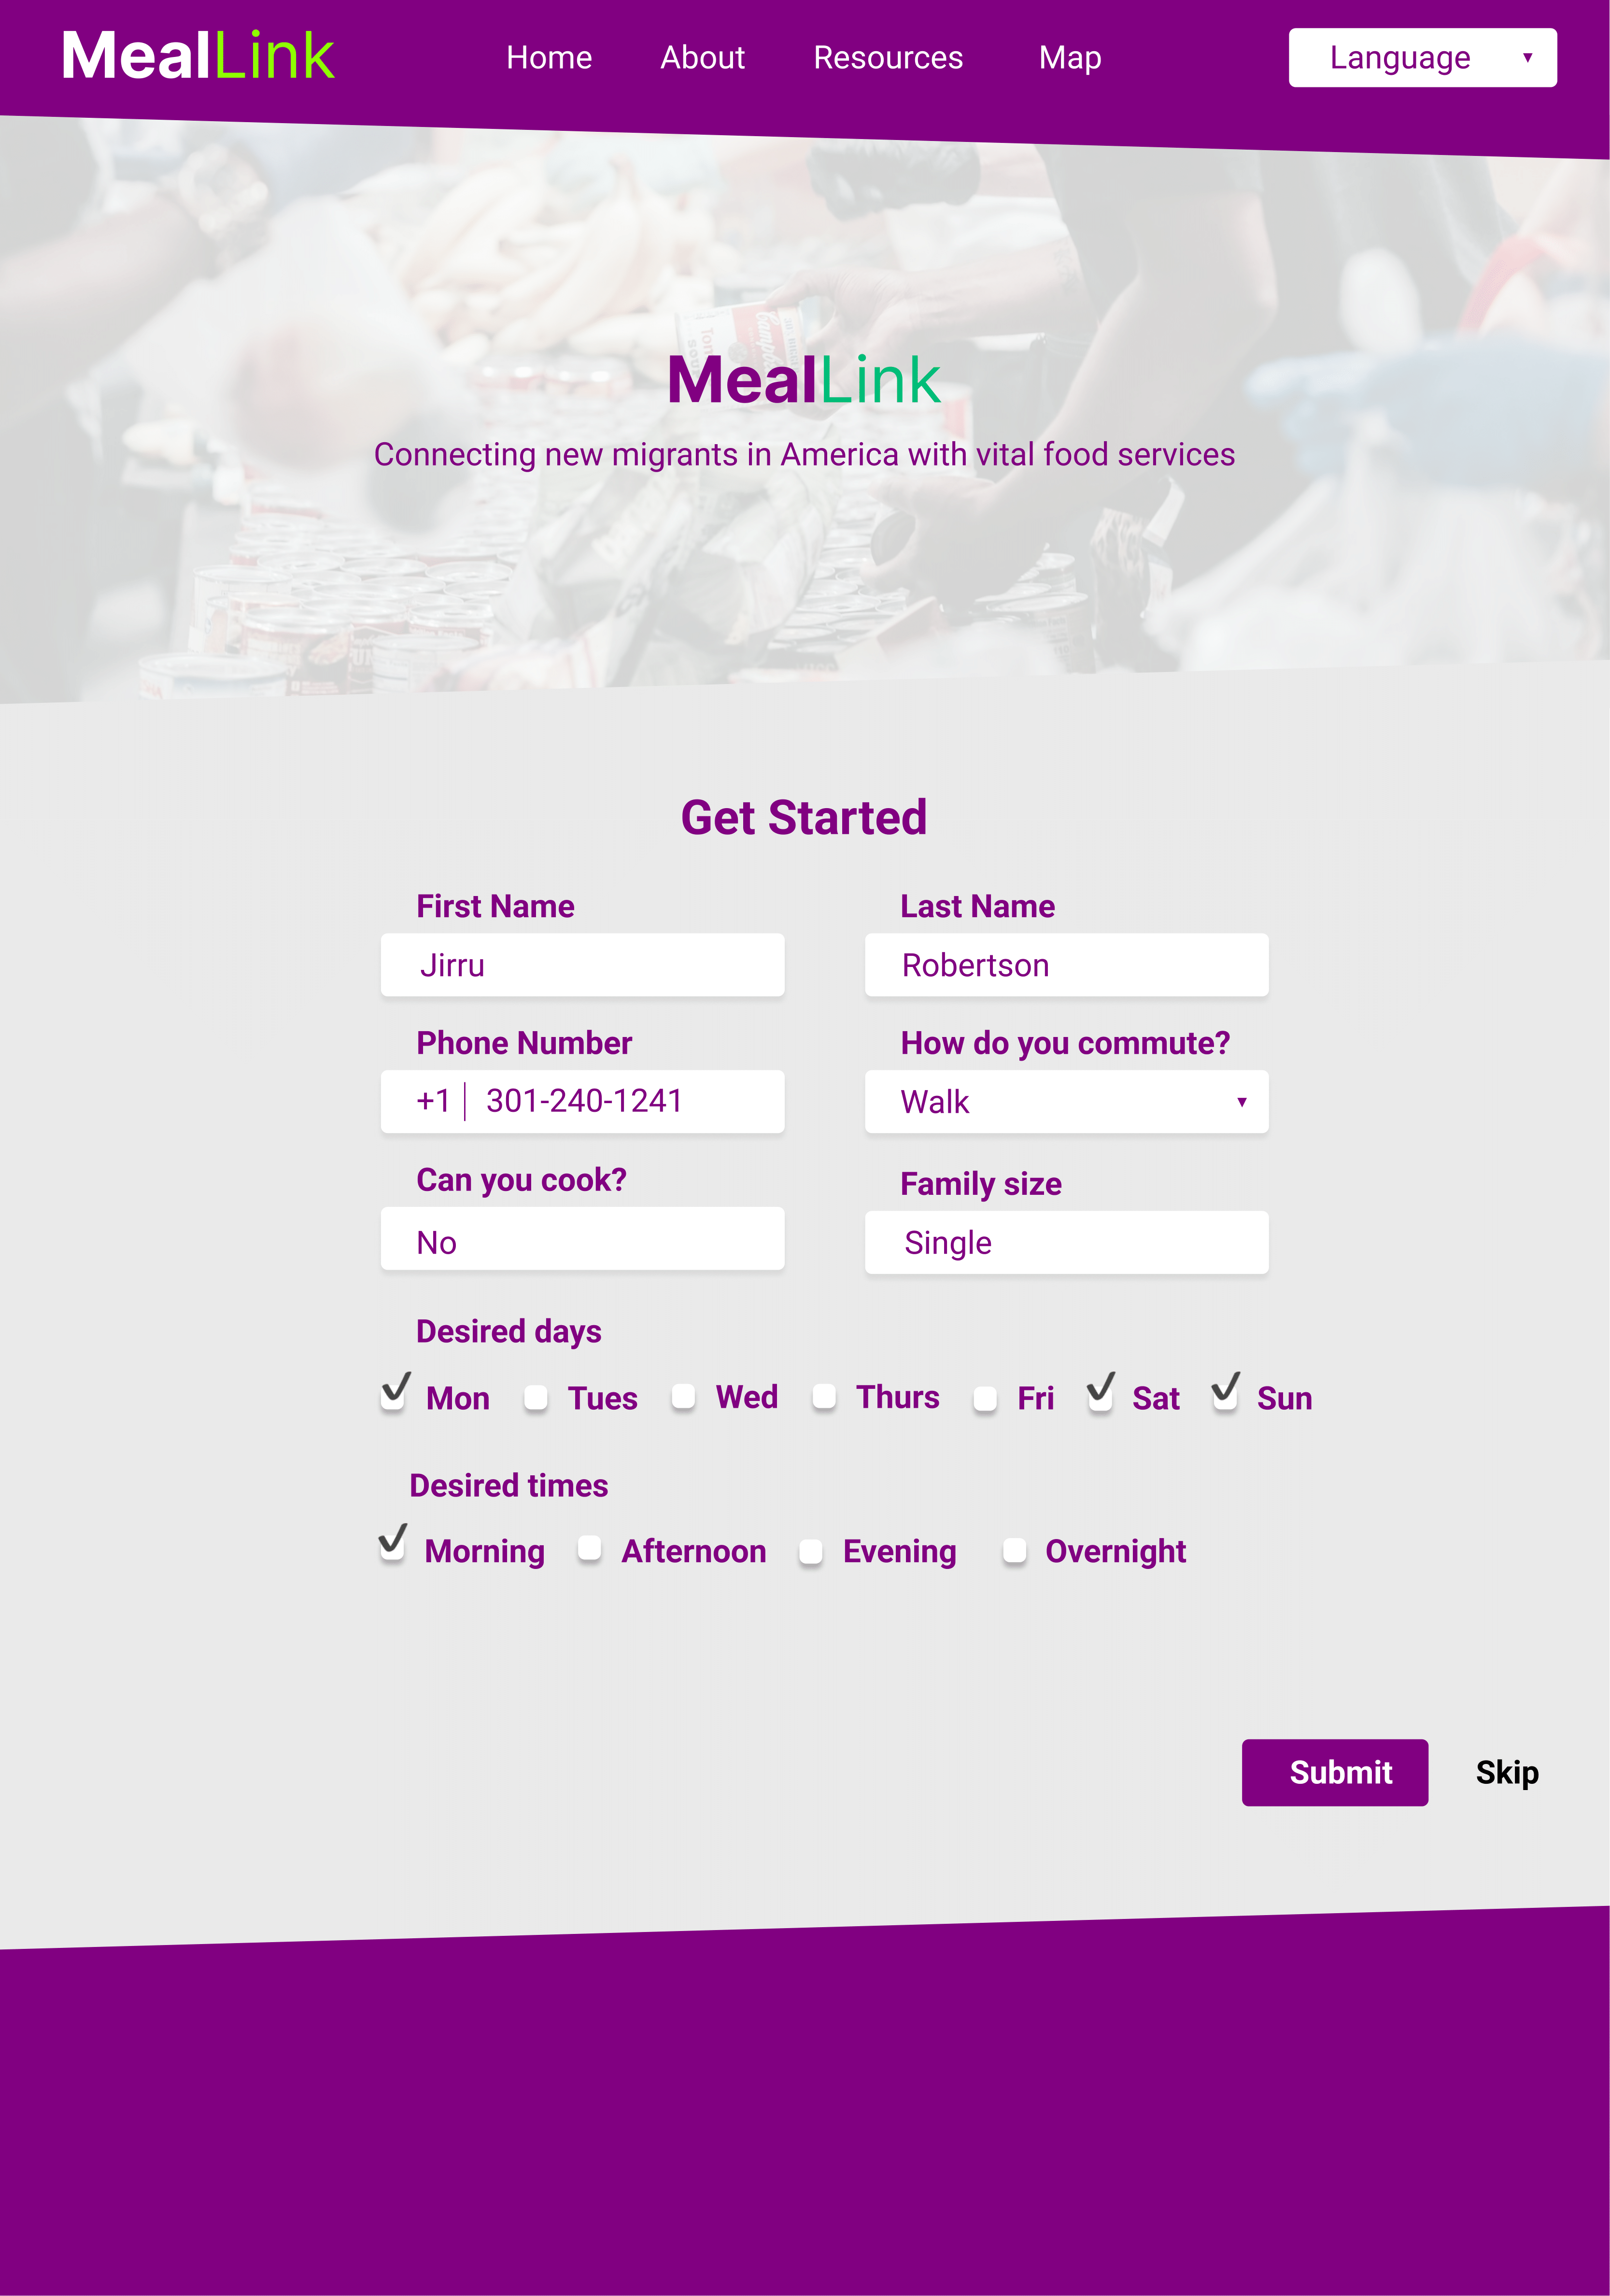 MealLink Home About Resources Map Language ▼
MealLink
Connecting new migrants in America with vital food services
Get Started
First Name Last Name
Jirru Robertson
Phone Number How do you commute?
+1 | 301-240-1241 Walk ▼
Can you cook? Family size
No Single
Desired days
✓ Mon Tues Wed Thurs Fri ✓ Sat ✓ Sun
Desired times
✓ Morning Afternoon Evening Overnight
Submit Skip